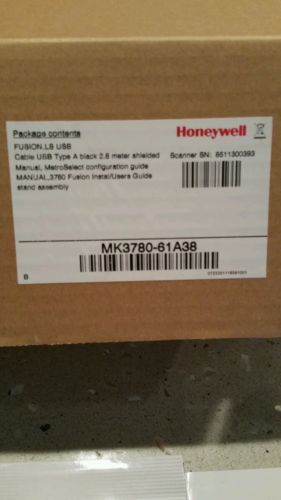 Package contents
Honeywell
FUSION,LS USB
Cable USB Type A black 2.8 meter shielded
Scanner SN: 8511300393
Manual, MetroSelect configuration guide
MANUAL,3780 Fusion Install/Users Guide
stand assembly
MK3780-61A38
B